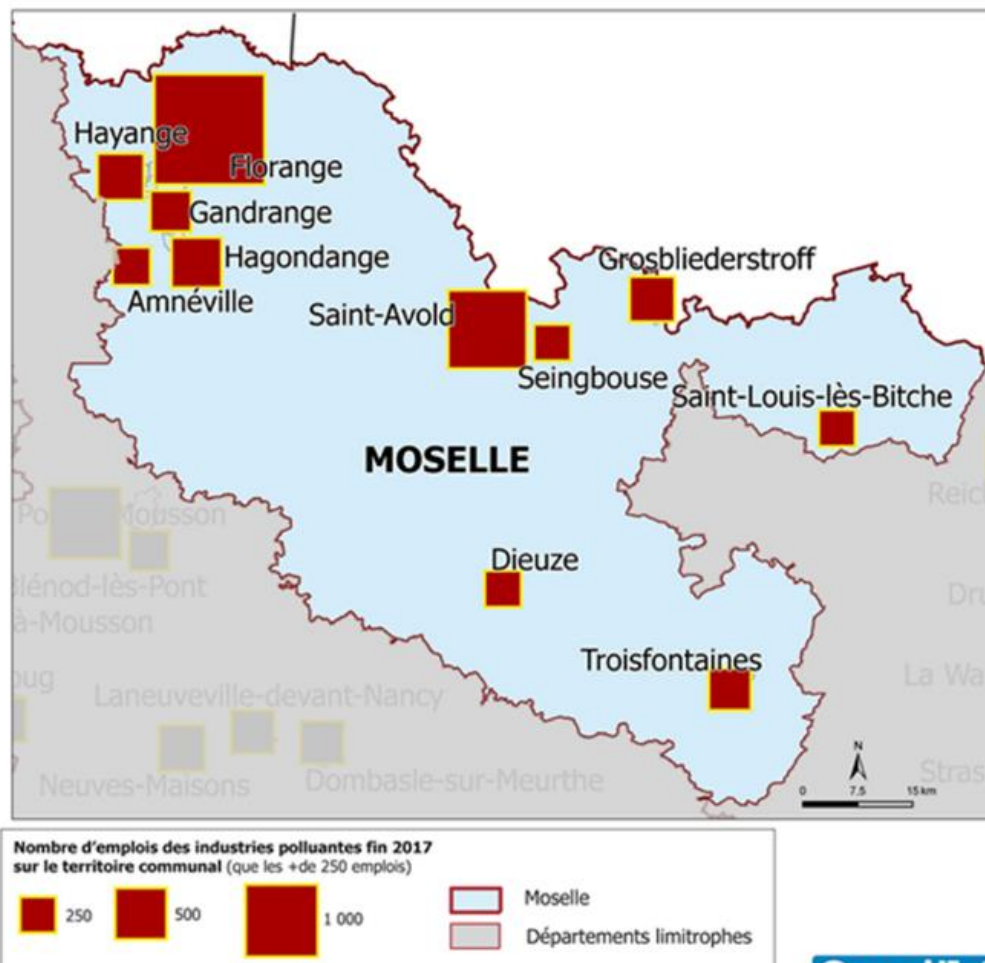 Hayange
Florange
Gandrange
Hagondange
Amnéville
Grosbliederstroff
Saint-Avold
Seingbouse
Saint-Louis-lès-Bitche
MOSELLE
Mousson
Blénod-lès-Pont
à-Mousson
Dieuze
Troisfontaines
Laneuveville-devant-Nancy
Neuves-Maisons
Dombasle-sur-Meurthe
La Wa
Stras
Reich
Dru
oug
N
0 7,5 15 km
Nombre d'emplois des industries polluantes fin 2017
sur le territoire communal (que les +de 250 emplois)
250
500
1 000
Moselle
Départements limitrophes